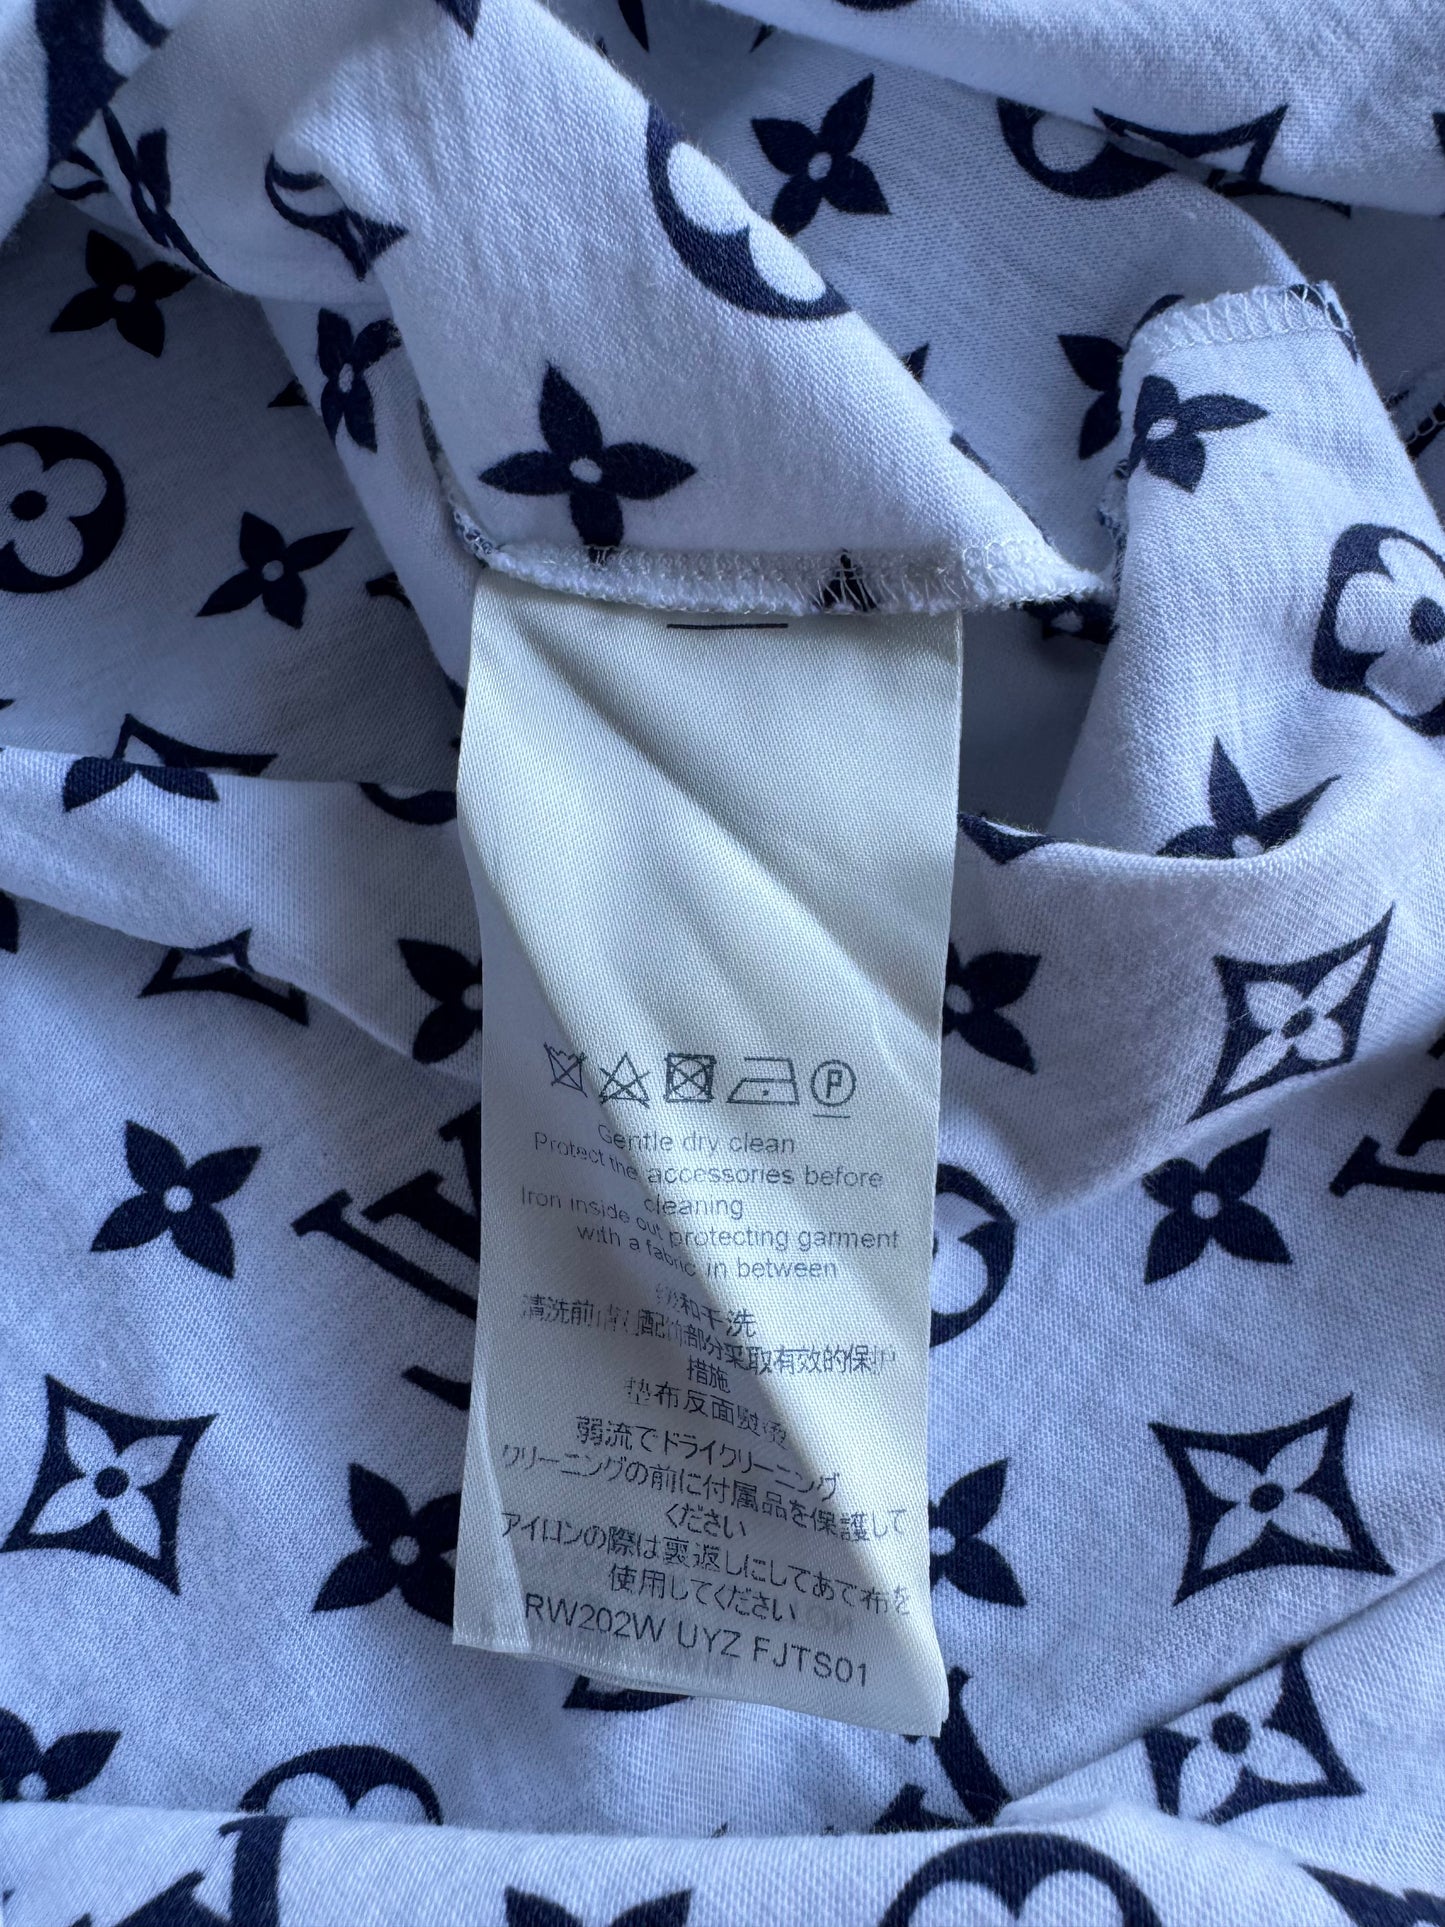 P
Gentle dry clean
Protect the accessories before
cleaning
Iron inside out protecting garment
with a fabric in between
缓和干洗
清洗前请对配饰部分采取有效的保护
措施
垫布反面熨烫
弱流でドライクリーニング
クリーニングの前に付属品を保護して
ください
アイロンの際は裏返しにしてあて布を
使用してください
RW202W UYZ FJTS01